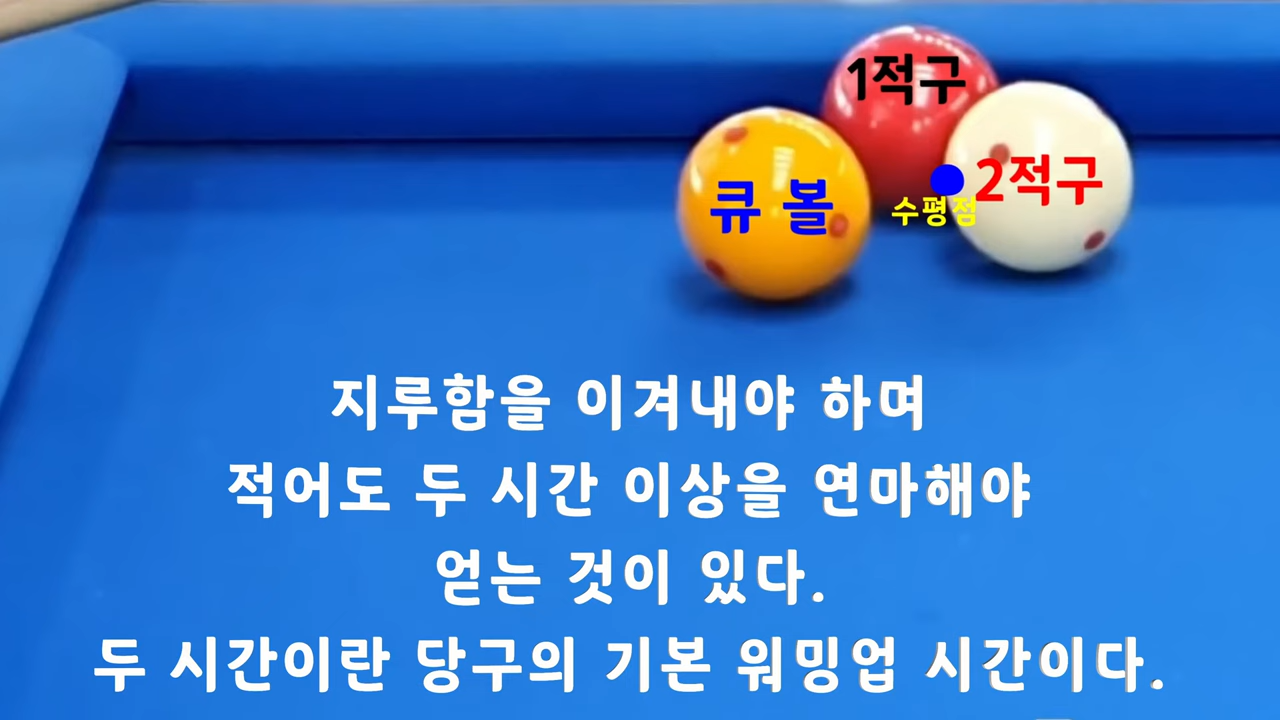 1적구
큐 볼
2적구
수평점
지루함을 이겨내야 하며
적어도 두 시간 이상을 연마해야
얻는 것이 있다.
두 시간이란 당구의 기본 워밍업 시간이다.